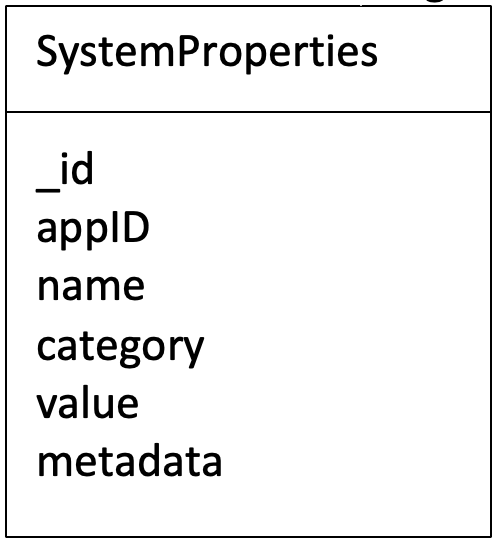 SystemProperties
_id
appID
name
category
value
metadata